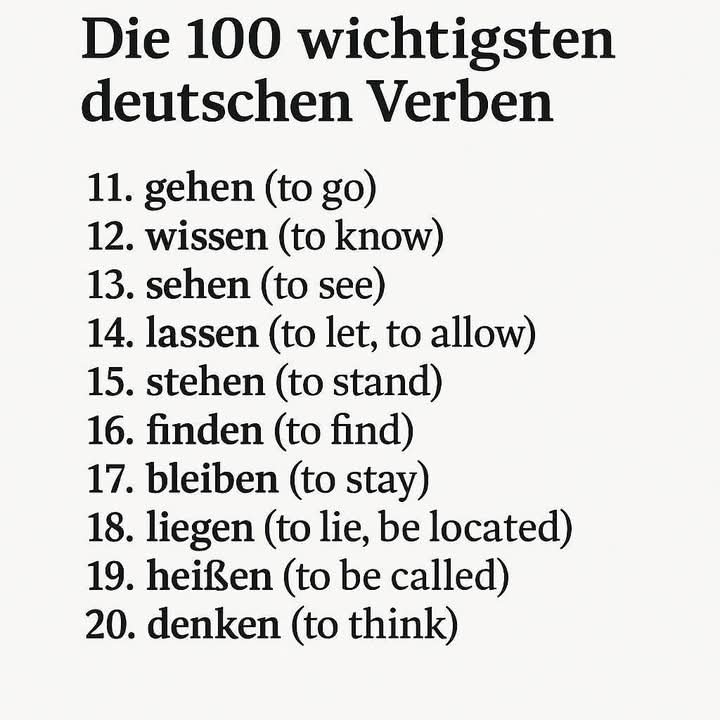 Die 100 wichtigsten
deutschen Verben
11. gehen (to go)
12. wissen (to know)
13. sehen (to see)
14. lassen (to let, to allow)
15. stehen (to stand)
16. finden (to find)
17. bleiben (to stay)
18. liegen (to lie, be located)
19. heißen (to be called)
20. denken (to think)